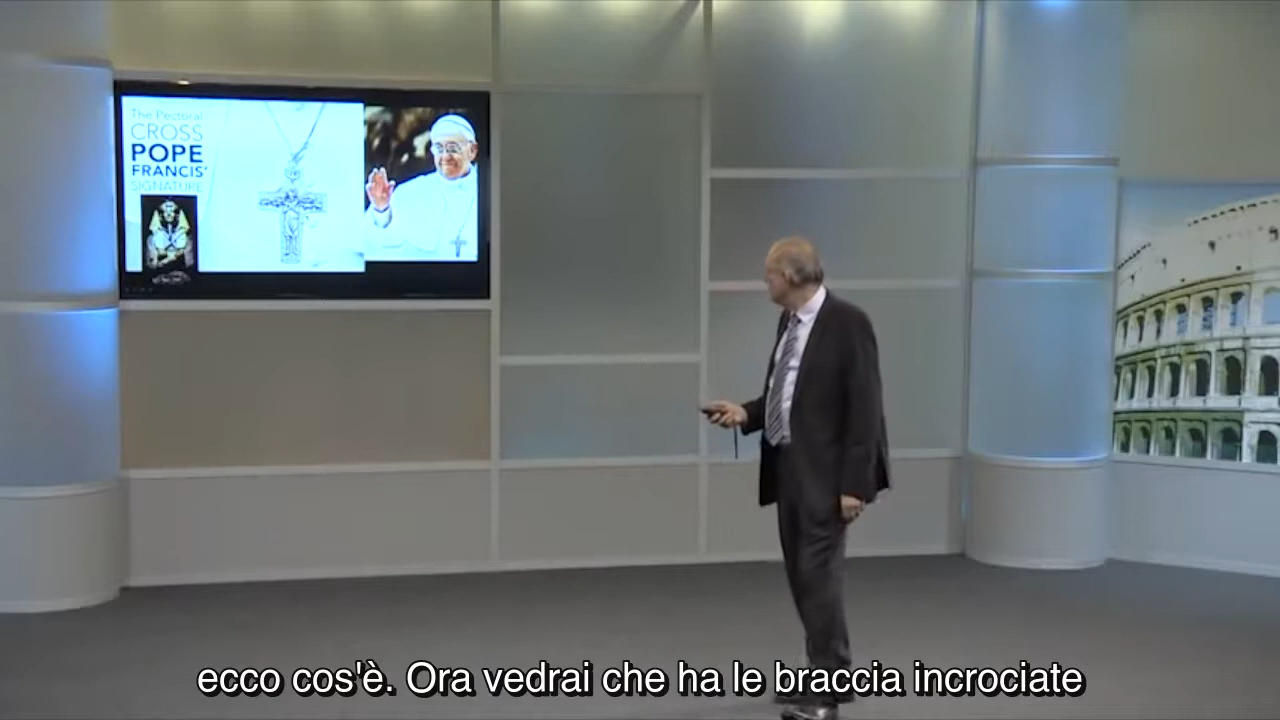 The Pectoral
CROSS
POPE
FRANCIS'
SIGNATURE
ecco cos'è. Ora vedrai che ha le braccia incrociate